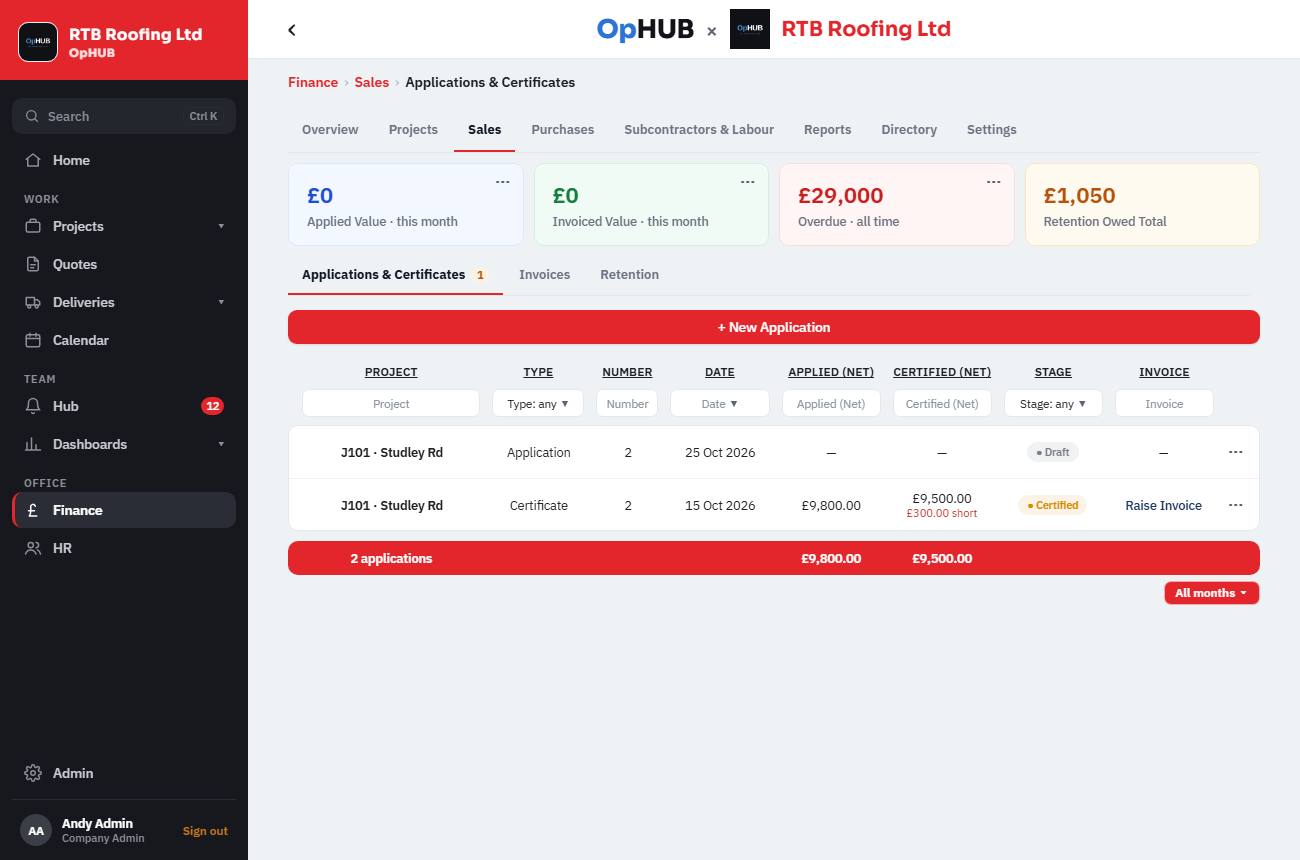 OpHUB
RTB Roofing Ltd
OpHUB
Search
Ctrl K
Home
WORK
Projects
Quotes
Deliveries
Calendar
TEAM
Hub
12
Dashboards
OFFICE
£ Finance
HR
Admin
AA
Andy Admin
Company Admin
Sign out
OpHUB × OpHUB RTB Roofing Ltd
Finance › Sales › Applications & Certificates
Overview Projects Sales Purchases Subcontractors & Labour Reports Directory Settings
£0
Applied Value · this month
£0
Invoiced Value · this month
£29,000
Overdue · all time
£1,050
Retention Owed Total
Applications & Certificates 1 Invoices Retention
+ New Application
PROJECT TYPE NUMBER DATE APPLIED (NET) CERTIFIED (NET) STAGE INVOICE
Project Type: any ▼ Number Date ▼ Applied (Net) Certified (Net) Stage: any ▼ Invoice
J101 · Studley Rd Application 2 25 Oct 2026 — — ● Draft —
J101 · Studley Rd Certificate 2 15 Oct 2026 £9,800.00 £9,500.00 ● Certified Raise Invoice
£300.00 short
2 applications £9,800.00 £9,500.00
All months